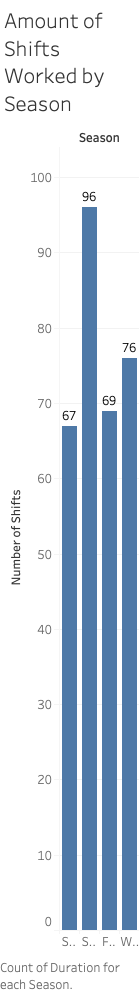 Amount of
Shifts
Worked by
Season
Season
100
96
90
80
76
70
69
67
60
50
40
30
20
10
0
Number of Shifts
S.. S.. F.. W..
Count of Duration for
each Season.